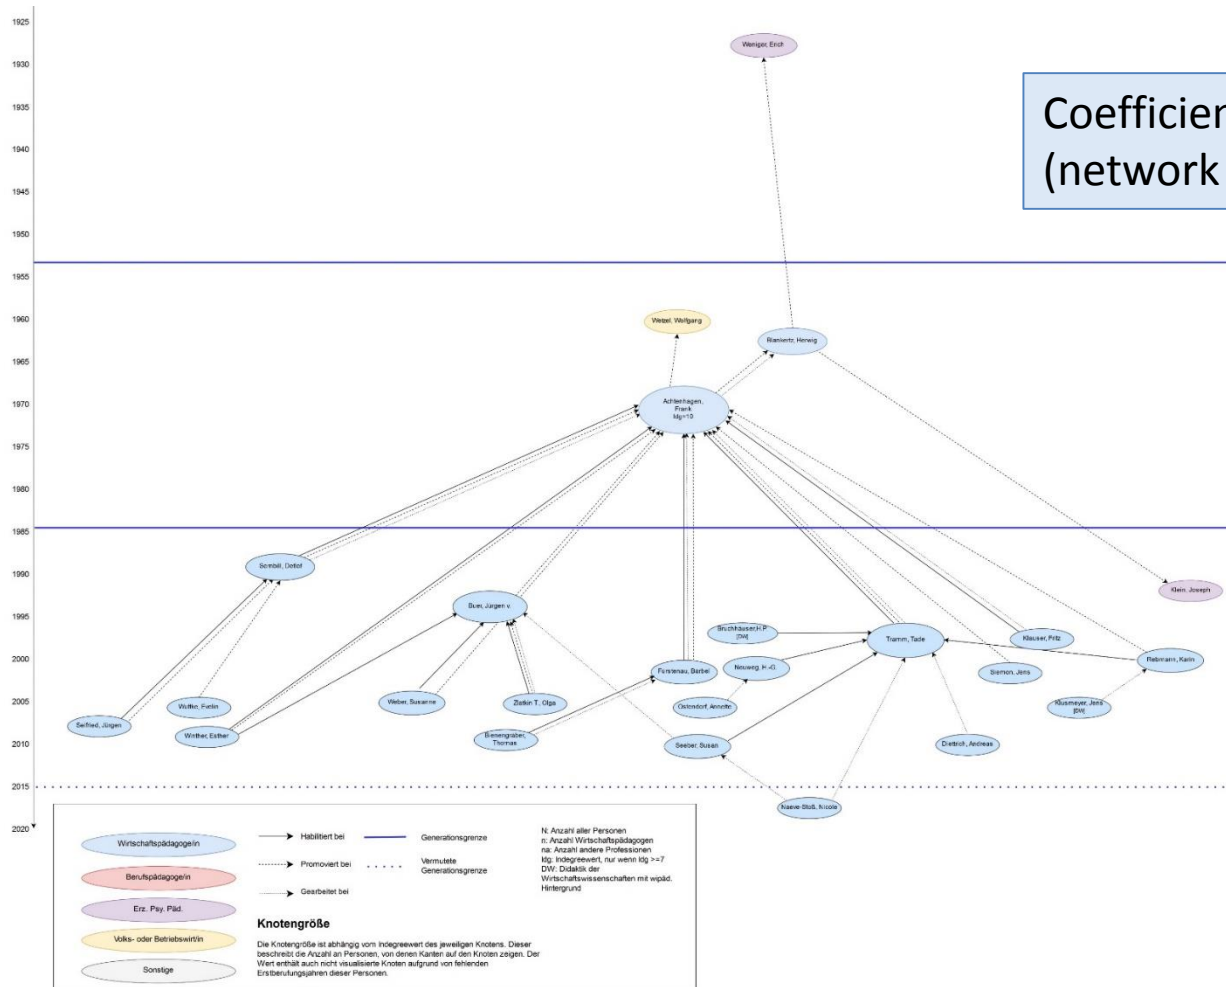 1925
Weniger, Erich
1930
1935
Coefficien
(network
1940
1945
1950
1955
1960
Wetzel, Wolfgang
Blankertz, Herwig
1965
1970
Achtenhagen,
Frank
1975
1980
1985
Sembill, Detlef
1990
Klein, Joseph
Buer, Jürgen v.
1995
Bruchhäuser, H.P.
[DW]
Tramm, Tade
Klauser, Fritz
2000
Fürstenau, Bärbel
Neuweg, H.-G.
Siemon, Jens
Rebmann, Karin
2005
Wuttke, Eveline
Weber, Susanne
Zlatkin T., Olga
Ostendorf, Annette
Klusmeyer, Jens
[DW]
Seifried, Jürgen
Winther, Esther
Bienengräber,
Thomas
2010
Seeber, Susan
Diettrich, Andreas
2015
Naeve-Stoß, Nicole
2020
Wirtschaftspädagoge/in
Berufspädagoge/in
Erz. Psy. Päd.
Volks- oder Betriebswirt/in
Sonstige
Habilitiert bei
Promoviert bei
Gearbeitet bei
Generationsgrenze
Vermutete
Generationsgrenze
N: Anzahl aller Personen
n: Anzahl Wirtschaftspädagogen
na: Anzahl andere Professionen
Idg: Indegreewert, nur wenn Idg >=7
DW: Didaktik der
Wirtschaftswissenschaften mit wipäd.
Hintergrund
Knotengröße
Die Knotengröße ist abhängig vom Indegreewert des jeweiligen Knotens. Dieser
beschreibt die Anzahl an Personen, von denen Kanten auf den Knoten zeigen. Der
Wert enthält auch nicht visualisierte Knoten aufgrund von fehlenden
Erstberufungsjahren dieser Personen.